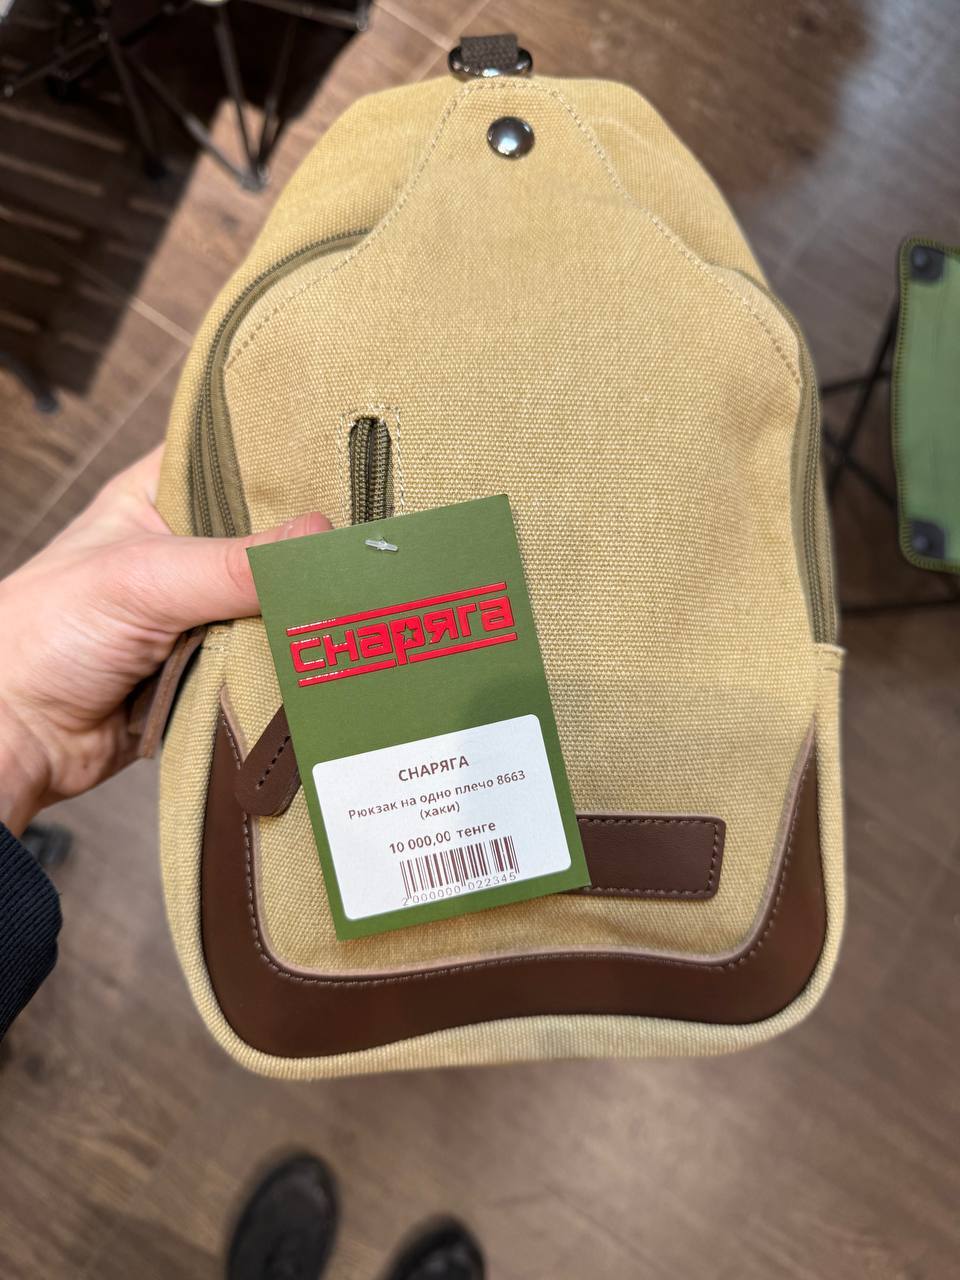 снаряга
СНАРЯГА
Рюкзак на одно плечо 8663
(хаки)
10 000,00 тенге
2000000022345